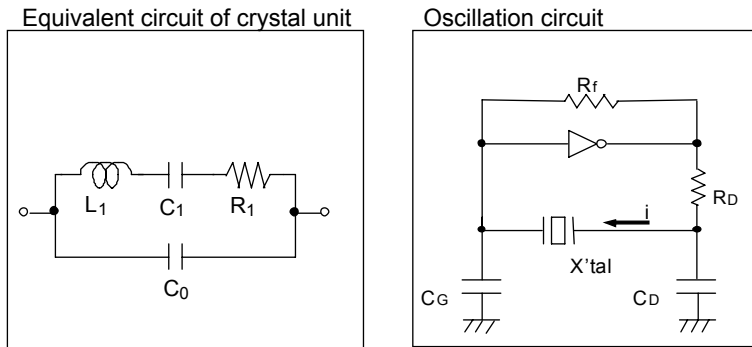 Equivalent circuit of crystal unit
L1
C1
R1
C0
Oscillation circuit
Rf
RD
i
X'tal
CG
CD